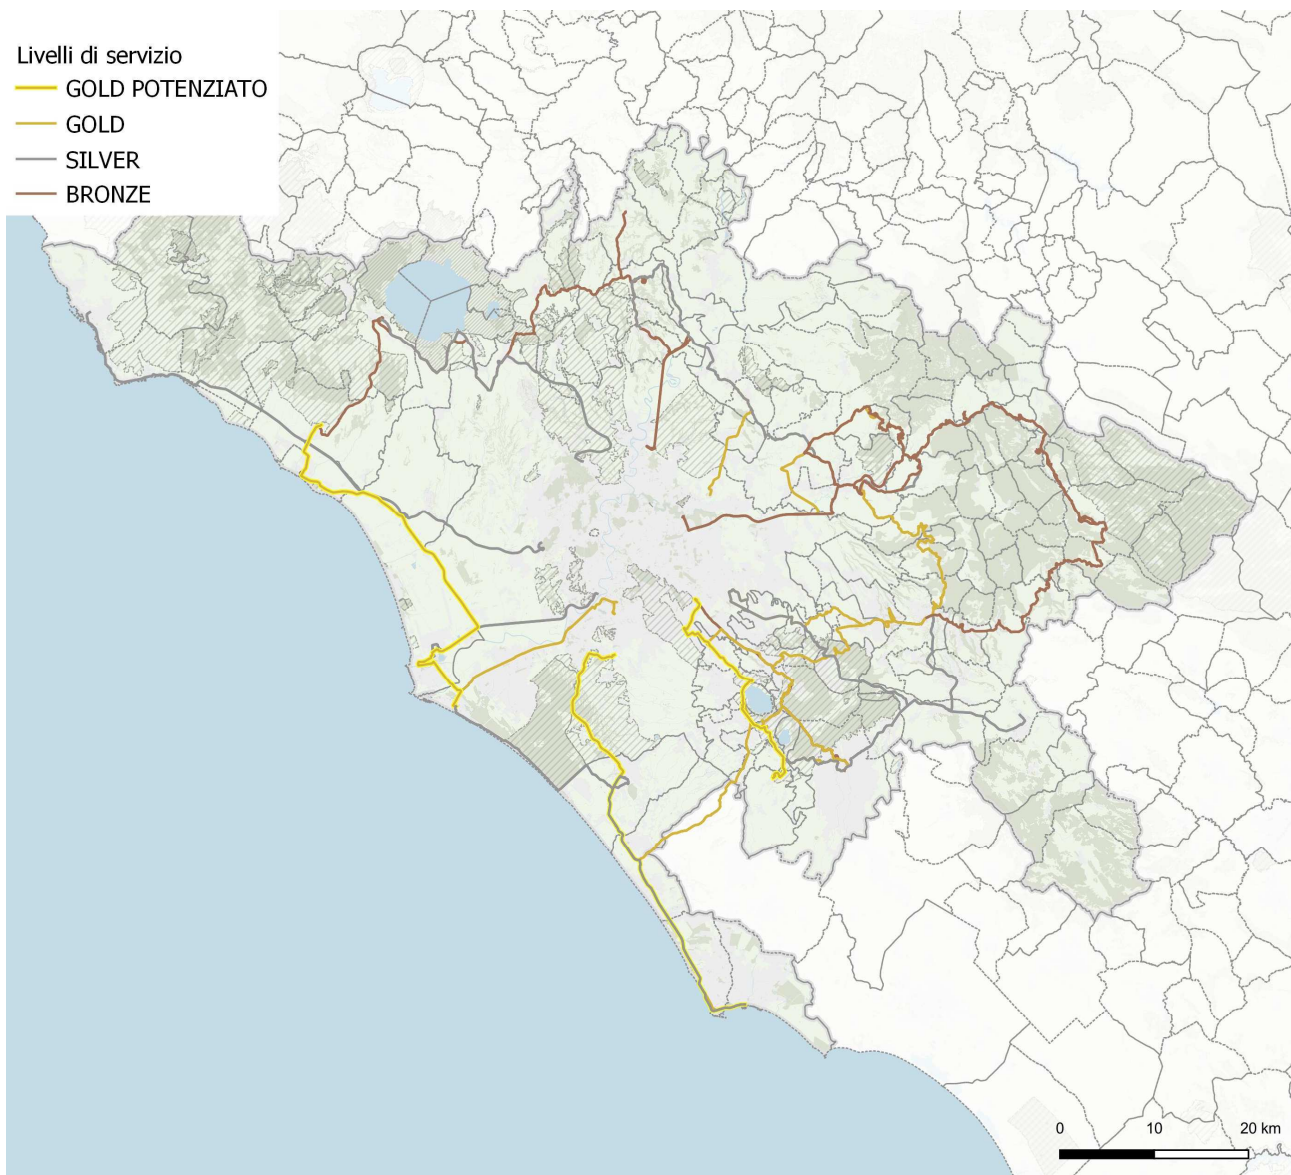 Livelli di servizio
GOLD POTENZIATO
GOLD
SILVER
BRONZE
0 10 20 km